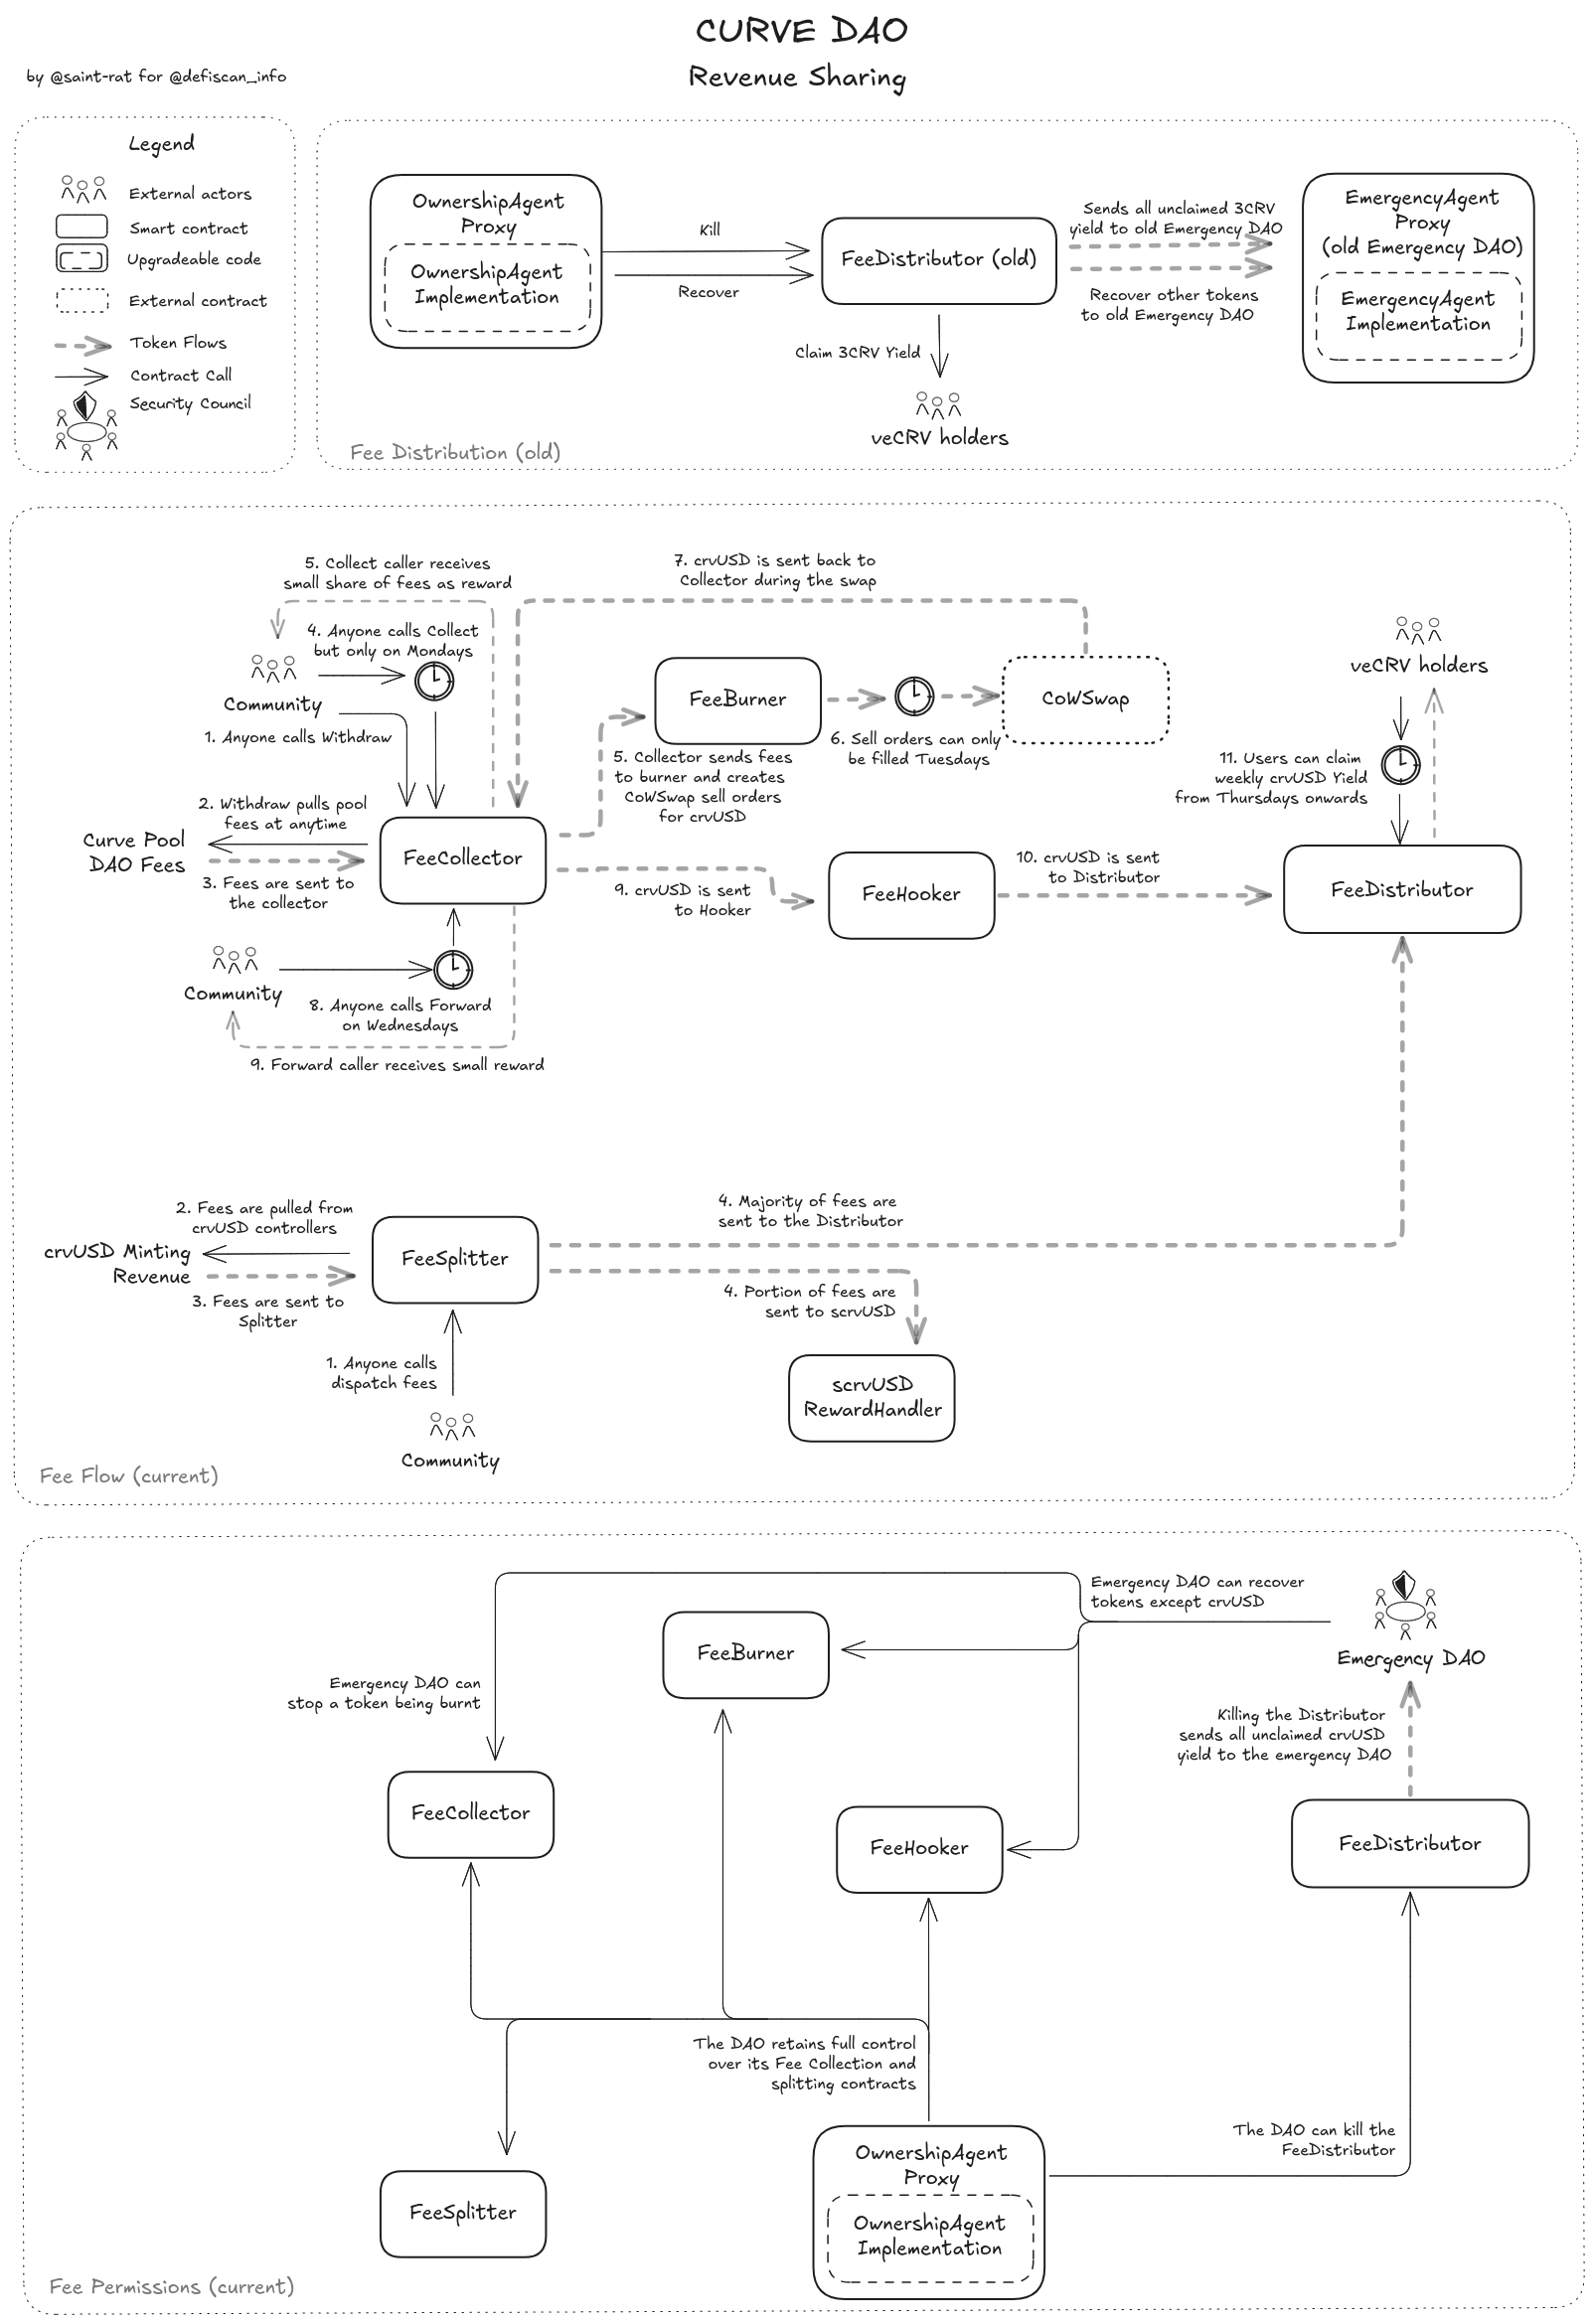 CURVE DAO
Revenue Sharing
by @saint-rat for @defiscan_info
Legend
External actors
Smart contract
Upgradeable code
External contract
Token Flows
Contract Call
Security Council
OwnershipAgent
Proxy
OwnershipAgent
Implementation
Kill
Recover
FeeDistributor (old)
Claim 3CRV Yield
veCRV holders
Sends all unclaimed 3CRV
yield to old Emergency DAO
Recover other tokens
to old Emergency DAO
EmergencyAgent
Proxy
(old Emergency DAO)
EmergencyAgent
Implementation
Fee Distribution (old)
5. Collect caller receives
small share of fees as reward
4. Anyone calls Collect
but only on Mondays
Community
1. Anyone calls Withdraw
2. Withdraw pulls pool
fees at anytime
Curve Pool
DAO Fees
3. Fees are sent to
the collector
FeeCollector
Community
8. Anyone calls Forward
on Wednesdays
9. Forward caller receives small reward
7. crvUSD is sent back to
Collector during the swap
FeeBurner
5. Collector sends fees
to burner and creates
CoWSwap sell orders
for crvUSD
6. Sell orders can only
be filled Tuesdays
CoWSwap
9. crvUSD is sent
to Hooker
FeeHooker
10. crvUSD is sent
to Distributor
veCRV holders
11. Users can claim
weekly crvUSD Yield
from Thursdays onwards
FeeDistributor
2. Fees are pulled from
crvUSD controllers
crvUSD Minting
Revenue
3. Fees are sent to
Splitter
FeeSplitter
1. Anyone calls
dispatch fees
Community
4. Majority of fees are
sent to the Distributor
4. Portion of fees are
sent to scrvUSD
scrvUSD
RewardHandler
Fee Flow (current)
Emergency DAO can recover
tokens except crvUSD
Emergency DAO
FeeBurner
Emergency DAO can
stop a token being burnt
Killing the Distributor
sends all unclaimed crvUSD
yield to the emergency DAO
FeeCollector
FeeHooker
FeeDistributor
The DAO retains full control
over its Fee Collection and
splitting contracts
The DAO can kill the
FeeDistributor
OwnershipAgent
Proxy
OwnershipAgent
Implementation
FeeSplitter
Fee Permissions (current)